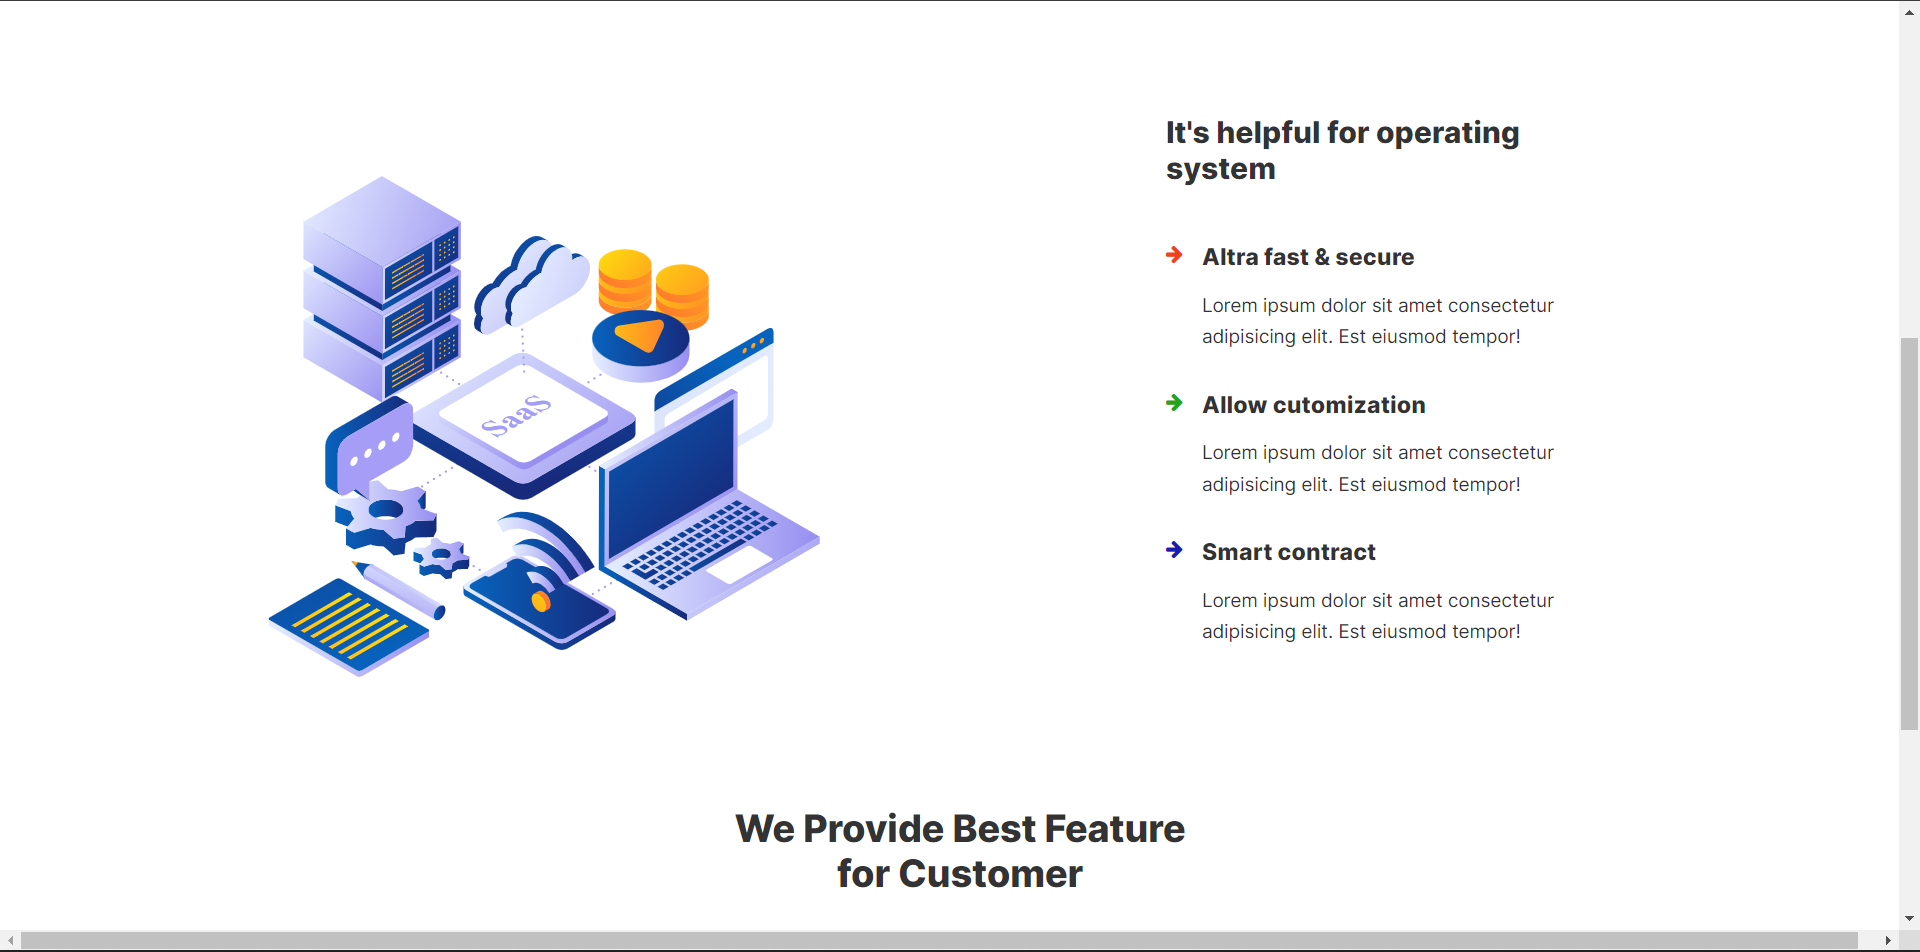 SaaS
It's helpful for operating
system
Altra fast & secure
Lorem ipsum dolor sit amet consectetur
adipisicing elit. Est eiusmod tempor!
Allow cutomization
Lorem ipsum dolor sit amet consectetur
adipisicing elit. Est eiusmod tempor!
Smart contract
Lorem ipsum dolor sit amet consectetur
adipisicing elit. Est eiusmod tempor!
We Provide Best Feature
for Customer